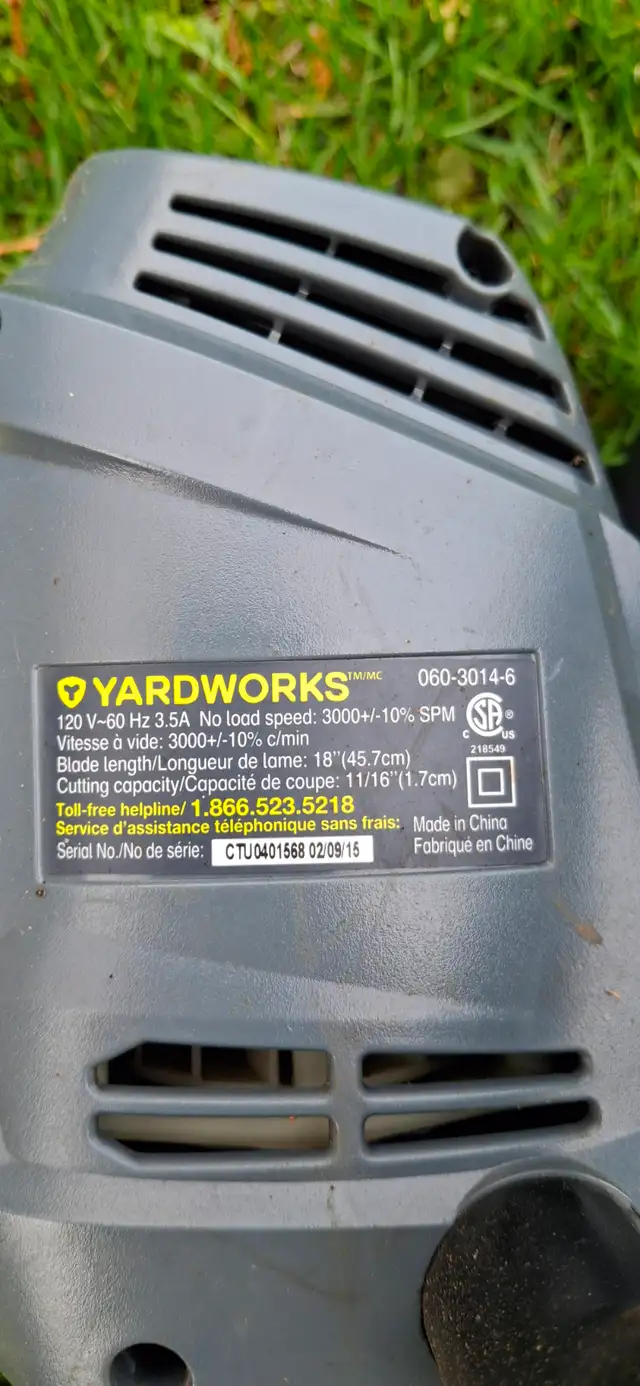 YARDWORKS™/MC 060-3014-6
120 V~60 Hz 3.5A No load speed: 3000+/-10% SPM
Vitesse à vide: 3000+/-10% c/min
Blade length/Longueur de lame: 18’’(45.7cm)
Cutting capacity/Capacité de coupe: 11/16’’(1.7cm)
C SA ® US
218549
Toll-free helpline/ 1.866.523.5218
Service d’assistance téléphonique sans frais:
Serial No./No de série: CTU0401568 02/09/15
Made in China
Fabriqué en Chine